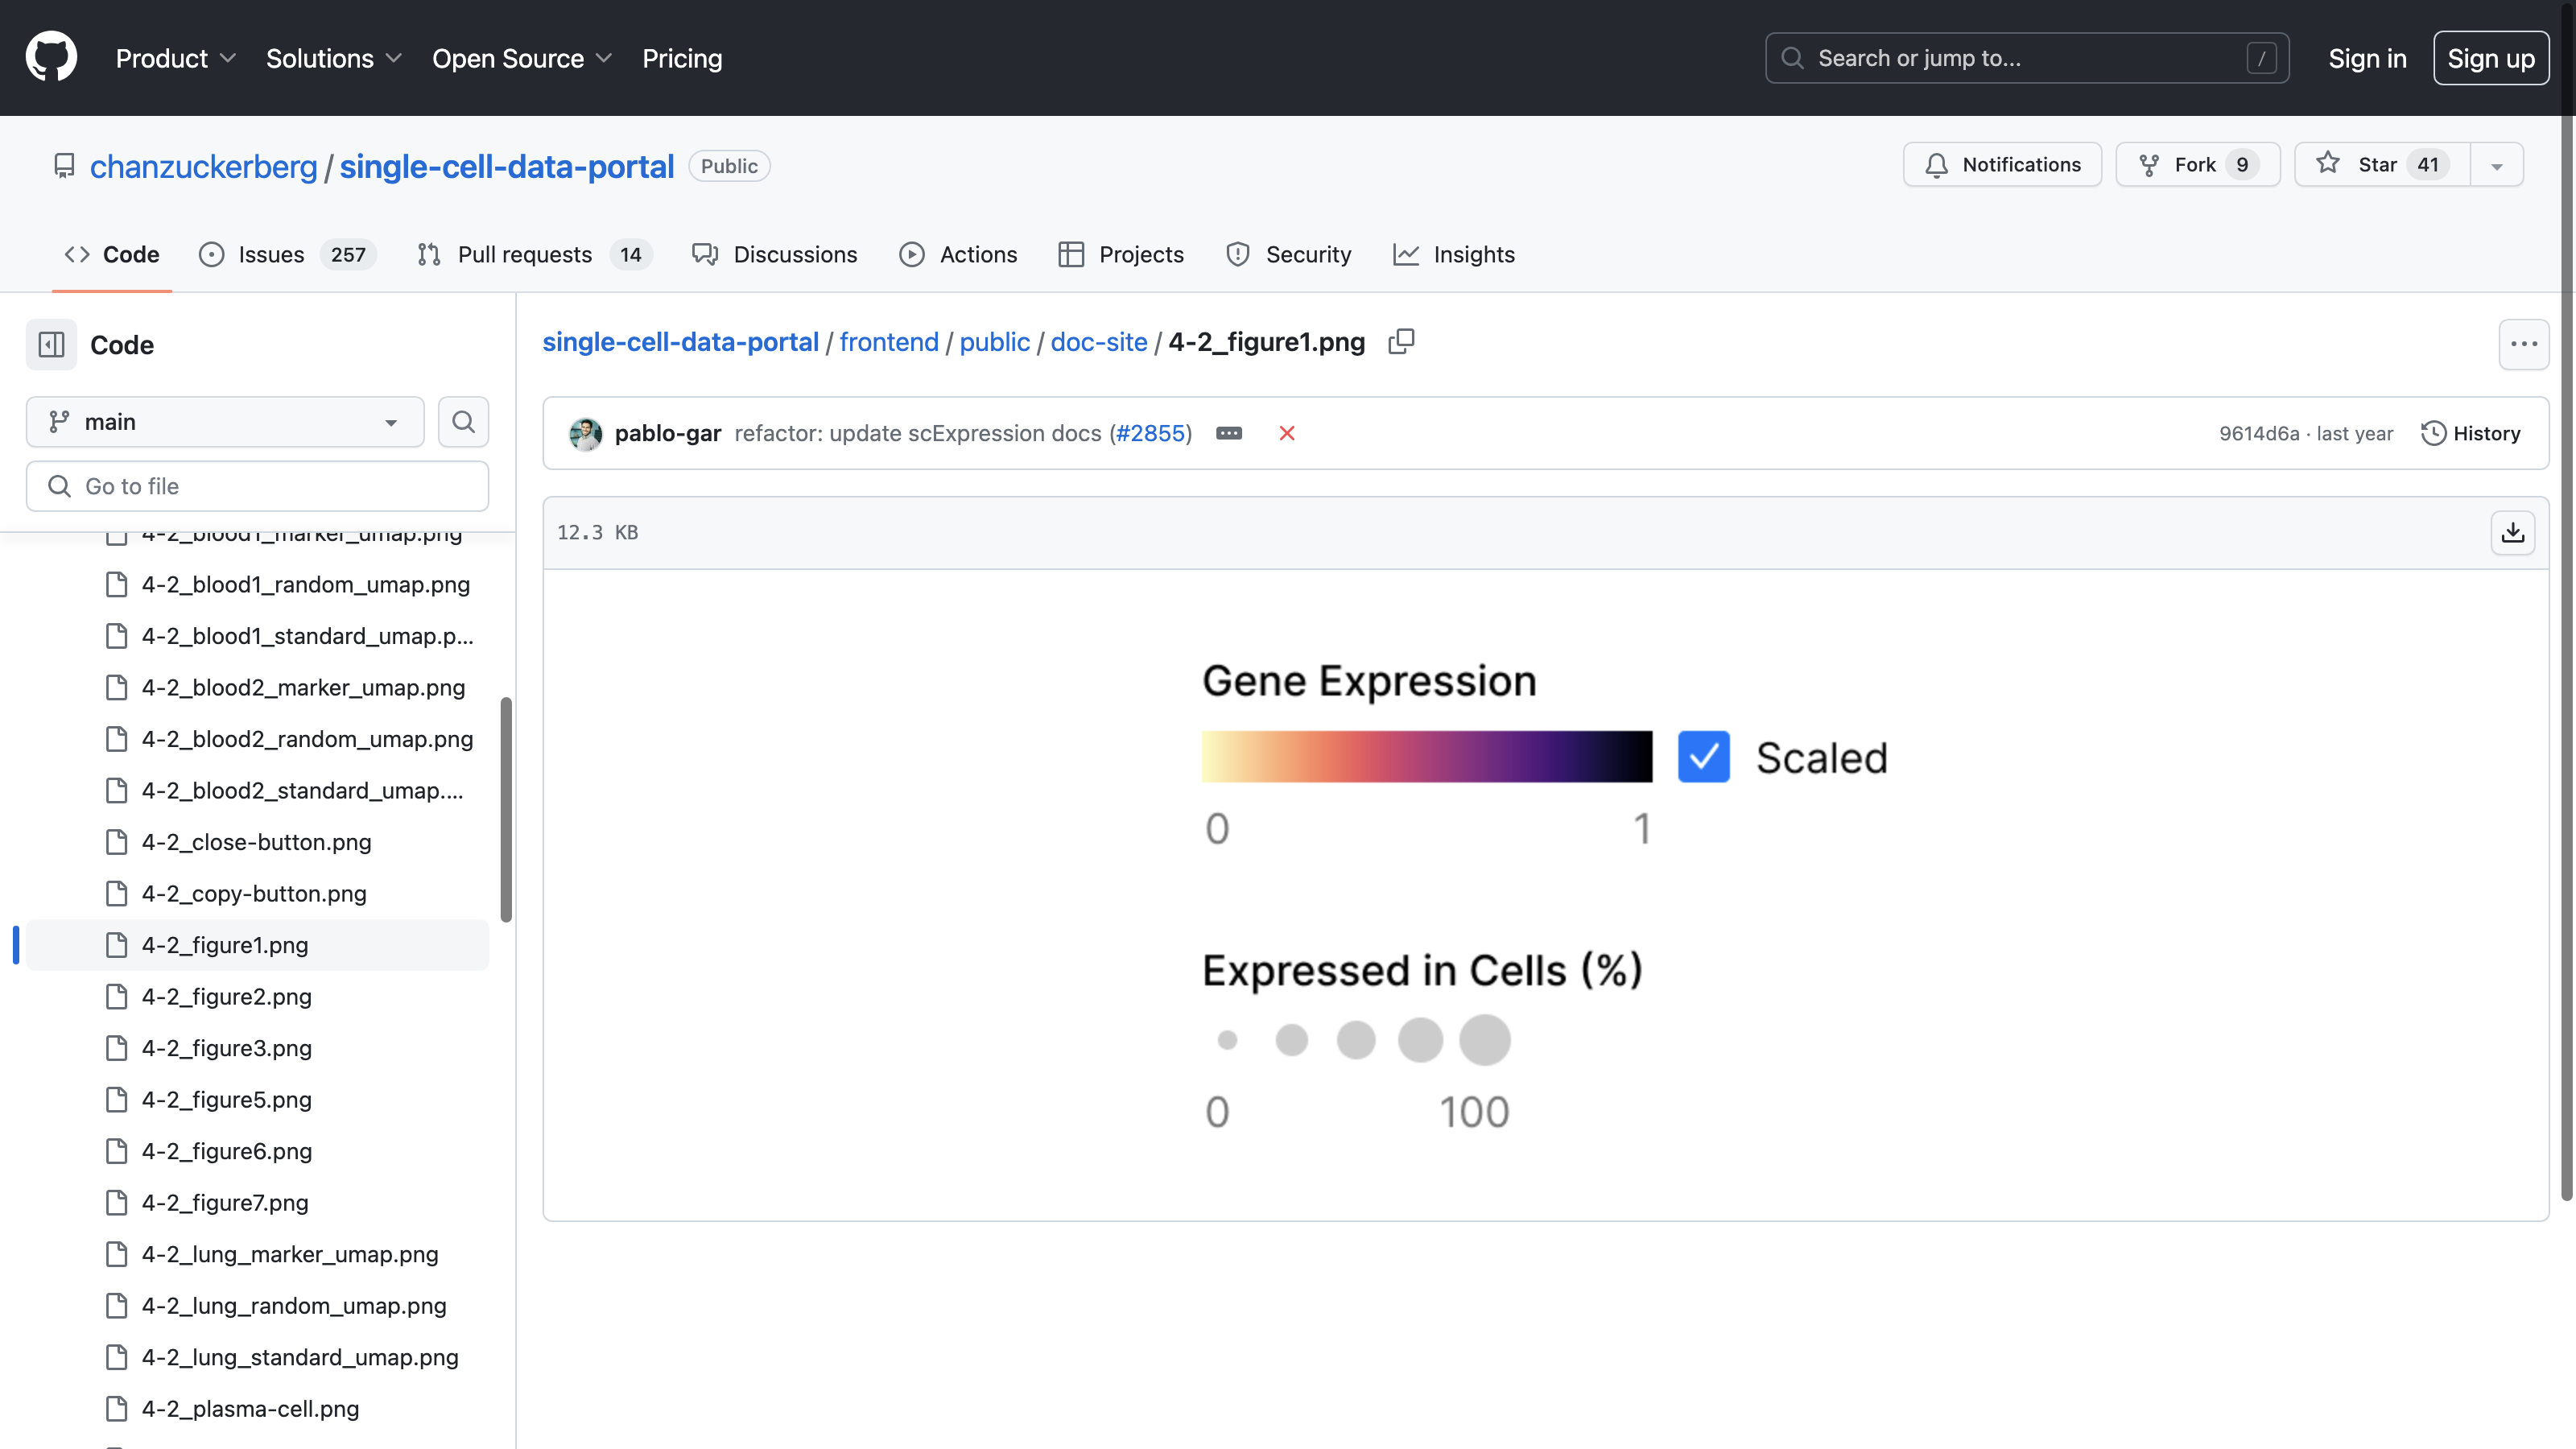 Product Solutions Open Source Pricing Search or jump to... / Sign in Sign up
chanzuckerberg / single-cell-data-portal Public Notifications Fork 9 Star 41
Code Issues 257 Pull requests 14 Discussions Actions Projects Security Insights
Code
main
Go to file
4-2_blood1_marker_umap.png
4-2_blood1_random_umap.png
4-2_blood1_standard_umap.p...
4-2_blood2_marker_umap.png
4-2_blood2_random_umap.png
4-2_blood2_standard_umap....
4-2_close-button.png
4-2_copy-button.png
4-2_figure1.png
4-2_figure2.png
4-2_figure3.png
4-2_figure5.png
4-2_figure6.png
4-2_figure7.png
4-2_lung_marker_umap.png
4-2_lung_random_umap.png
4-2_lung_standard_umap.png
4-2_plasma-cell.png
single-cell-data-portal / frontend / public / doc-site / 4-2_figure1.png
pablo-gar refactor: update scExpression docs (#2855) 9614d6a · last year History
12.3 KB
Gene Expression
Scaled
0 1
Expressed in Cells (%)
0 100